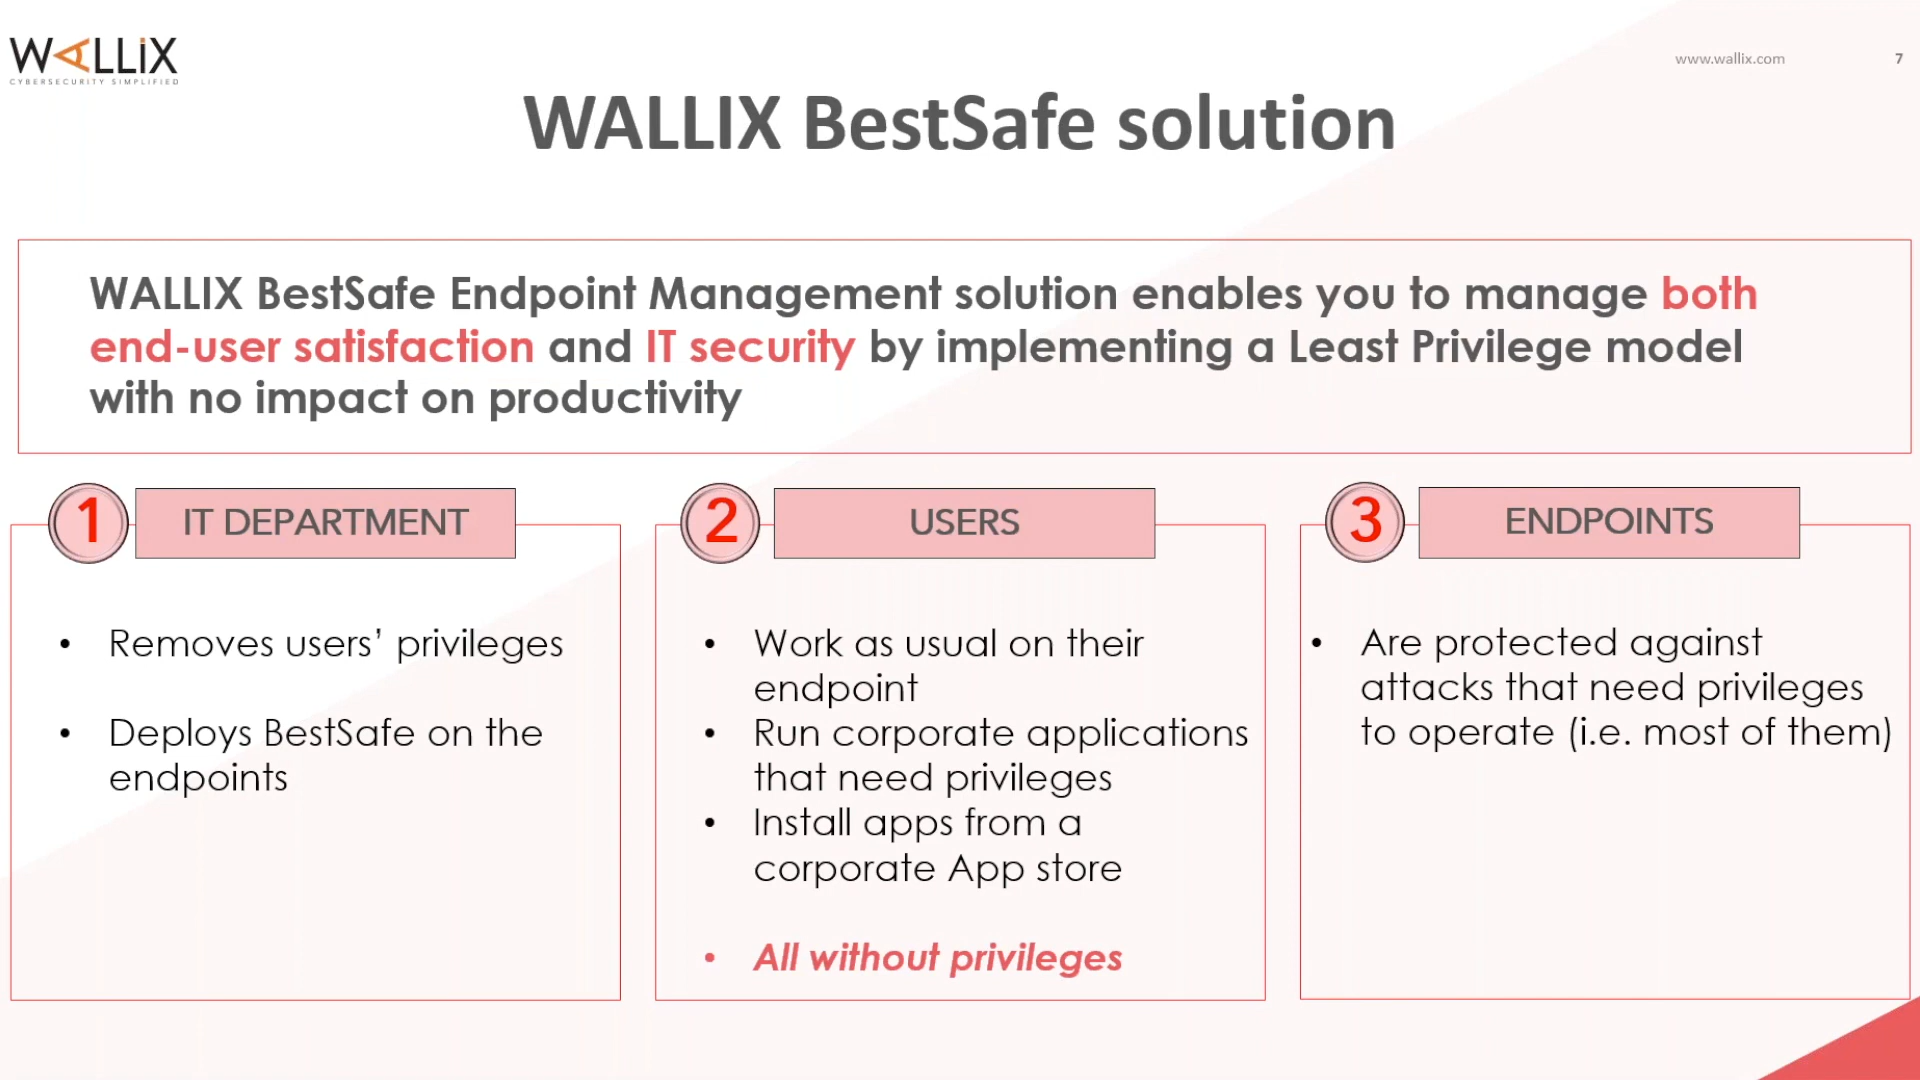 WALLiX
CYBERSECURITY SIMPLIFIED
www.wallix.com
7
WALLIX BestSafe solution
WALLIX BestSafe Endpoint Management solution enables you to manage both
end-user satisfaction and IT security by implementing a Least Privilege model
with no impact on productivity
1
IT DEPARTMENT
• Removes users’ privileges
• Deploys BestSafe on the
endpoints
2
USERS
• Work as usual on their
endpoint
• Run corporate applications
that need privileges
• Install apps from a
corporate App store
• All without privileges
3
ENDPOINTS
• Are protected against
attacks that need privileges
to operate (i.e. most of them)